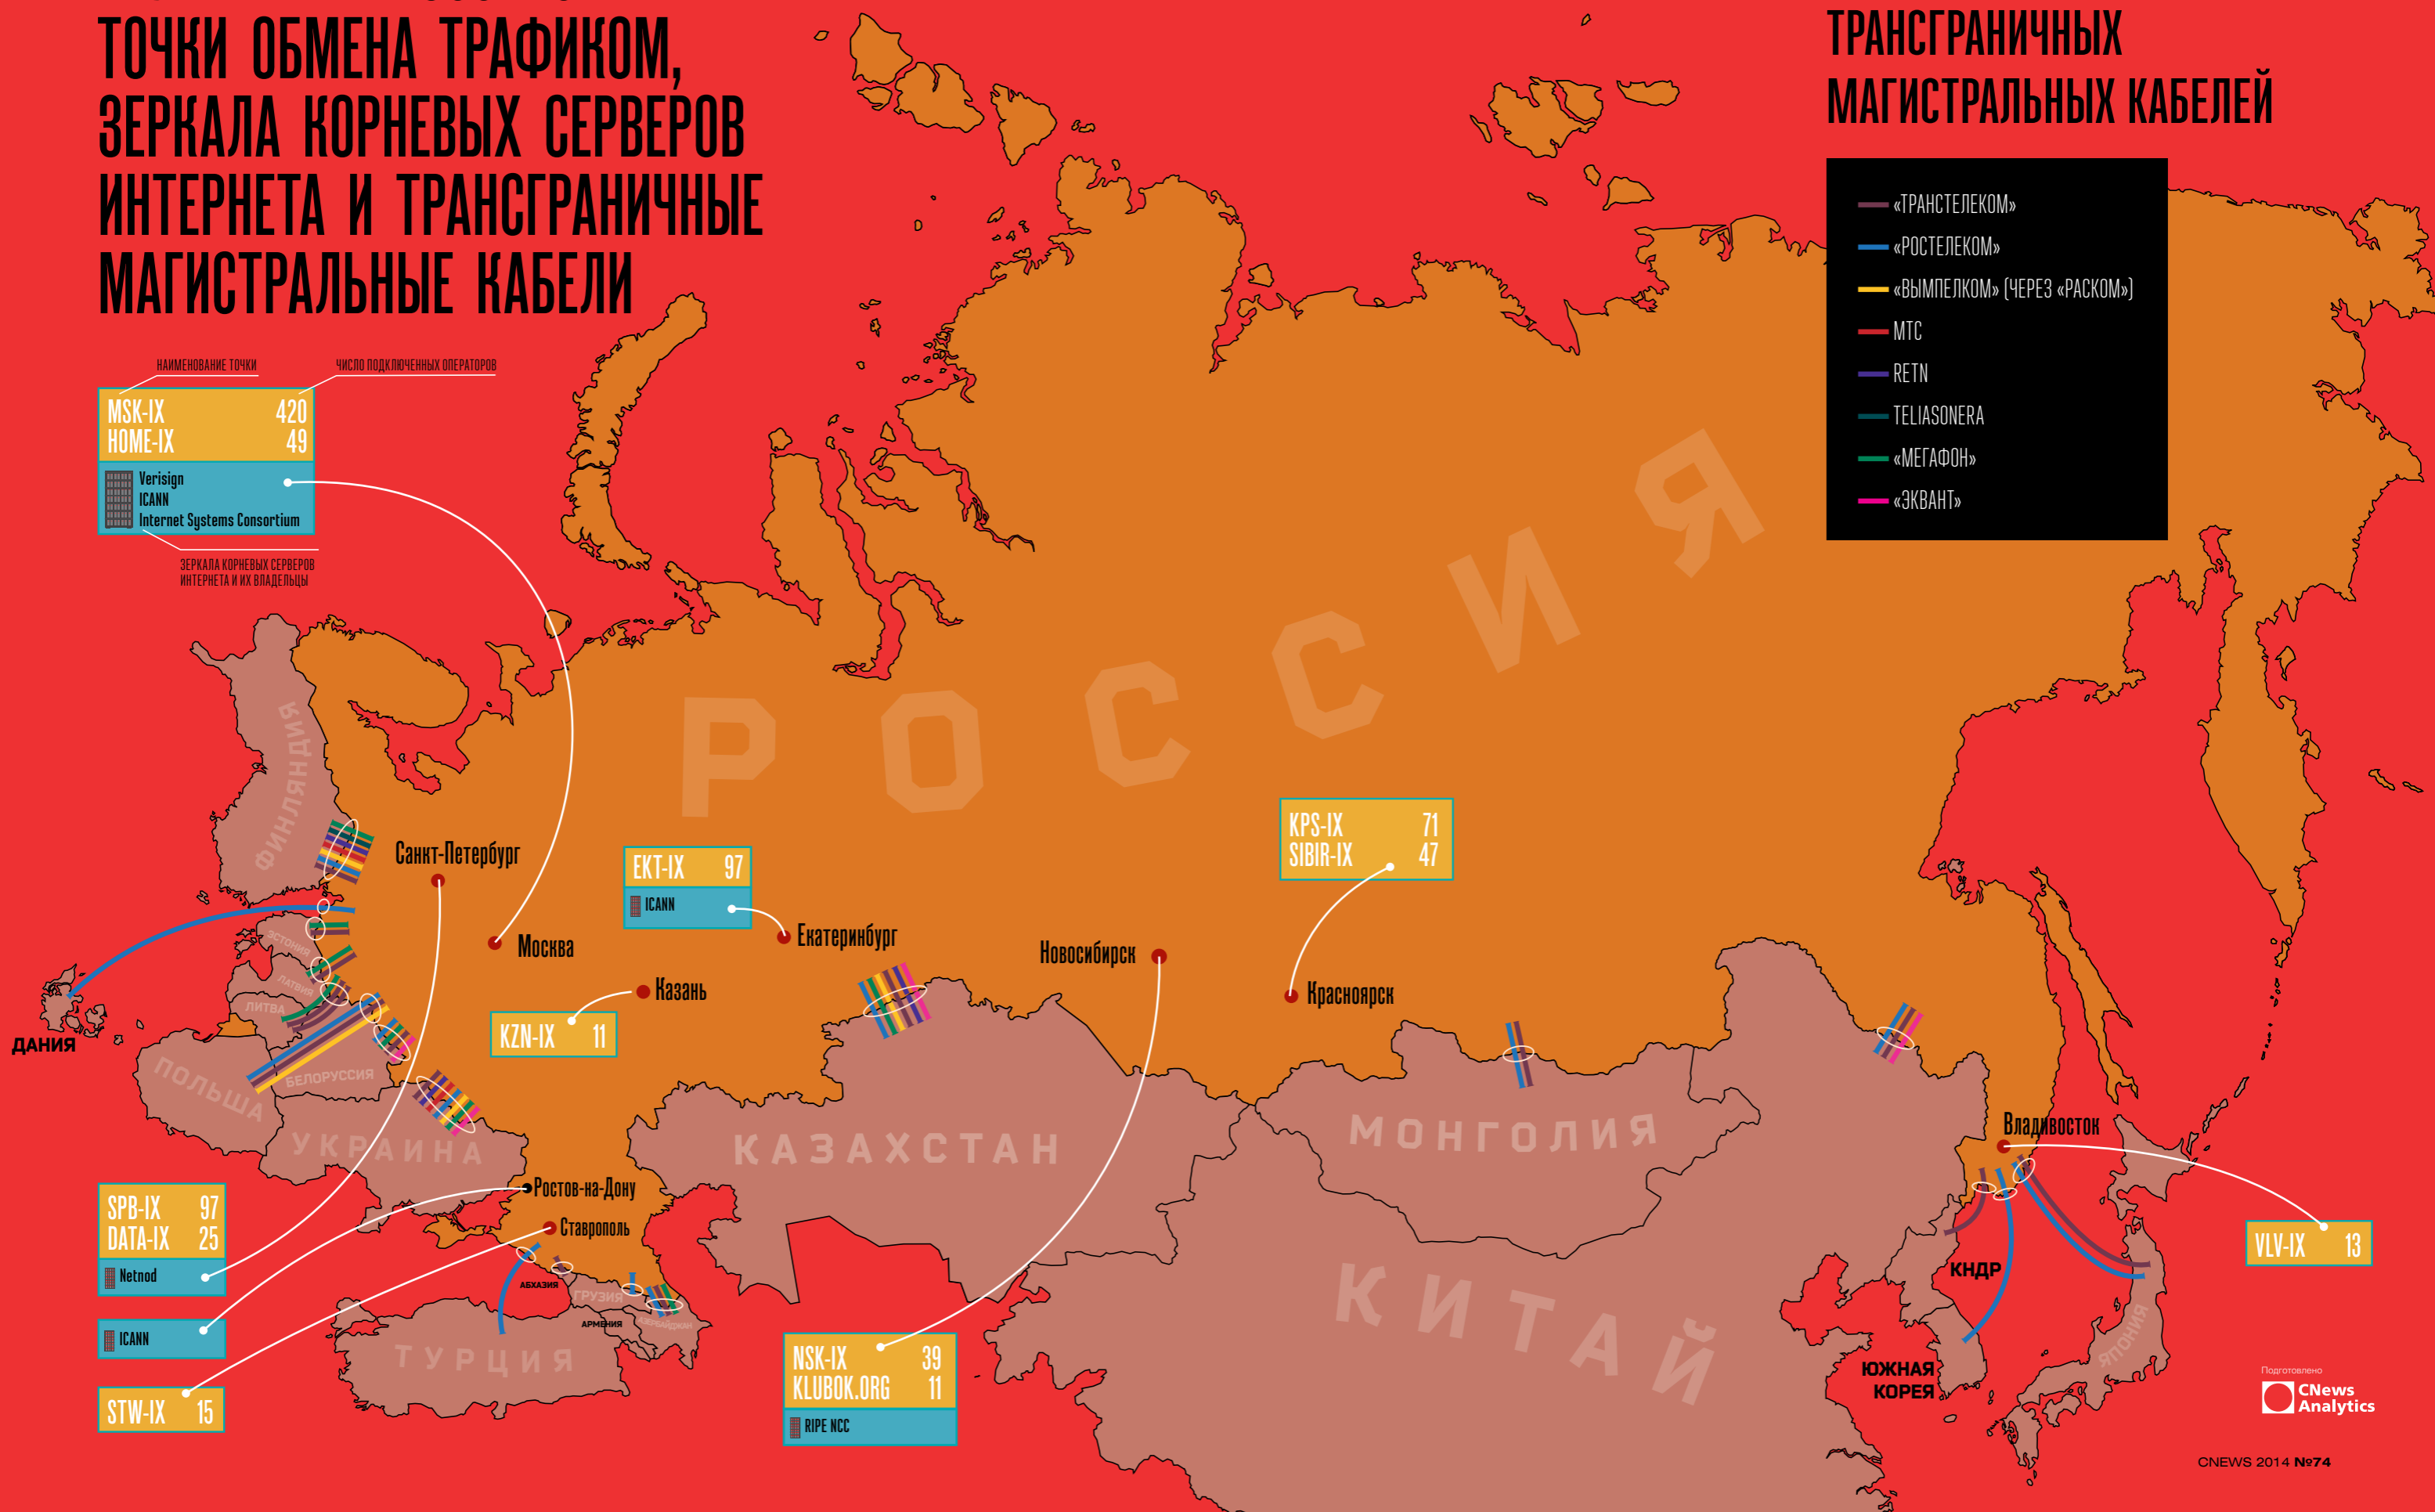 ТОЧКИ ОБМЕНА ТРАФИКОМ,
ЗЕРКАЛА КОРНЕВЫХ СЕРВЕРОВ
ИНТЕРНЕТА И ТРАНСГРАНИЧНЫЕ
МАГИСТРАЛЬНЫЕ КАБЕЛИ
ТРАНСГРАНИЧНЫХ
МАГИСТРАЛЬНЫХ КАБЕЛЕЙ
«ТРАНСТЕЛЕКОМ»
«РОСТЕЛЕКОМ»
«ВЫМПЕЛКОМ» (ЧЕРЕЗ «РАСКОМ»)
МТС
RETN
TELIASONERA
«МЕГАФОН»
«ЭКВАНТ»
НАИМЕНОВАНИЕ ТОЧКИ
ЧИСЛО ПОДКЛЮЧЕННЫХ ОПЕРАТОРОВ
MSK-IX 420
HOME-IX 49
Verisign
ICANN
Internet Systems Consortium
ЗЕРКАЛА КОРНЕВЫХ СЕРВЕРОВ
ИНТЕРНЕТА И ИХ ВЛАДЕЛЬЦЫ
РОССИЯ
ФИНЛЯНДИЯ
Санкт-Петербург
EKT-IX 97
ICANN
KPS-IX 71
SIBIR-IX 47
Москва
Екатеринбург
Новосибирск
Казань
Красноярск
KZN-IX 11
ЭСТОНИЯ
ЛАТВИЯ
ЛИТВА
ДАНИЯ
ПОЛЬША
БЕЛОРУССИЯ
УКРАИНА
КАЗАХСТАН
МОНГОЛИЯ
Владивосток
SPB-IX 97
DATA-IX 25
Netnod
Ростов-на-Дону
Ставрополь
VLV-IX 13
КНДР
АБХАЗИЯ
ГРУЗИЯ
АРМЕНИЯ
АЗЕРБАЙДЖАН
ICANN
ТУРЦИЯ
КИТАЙ
ЯПОНИЯ
STW-IX 15
NSK-IX 39
KLUBOK.ORG 11
RIPE NCC
ЮЖНАЯ
КОРЕЯ
Подготовлено
CNews
Analytics
CNEWS 2014 №74